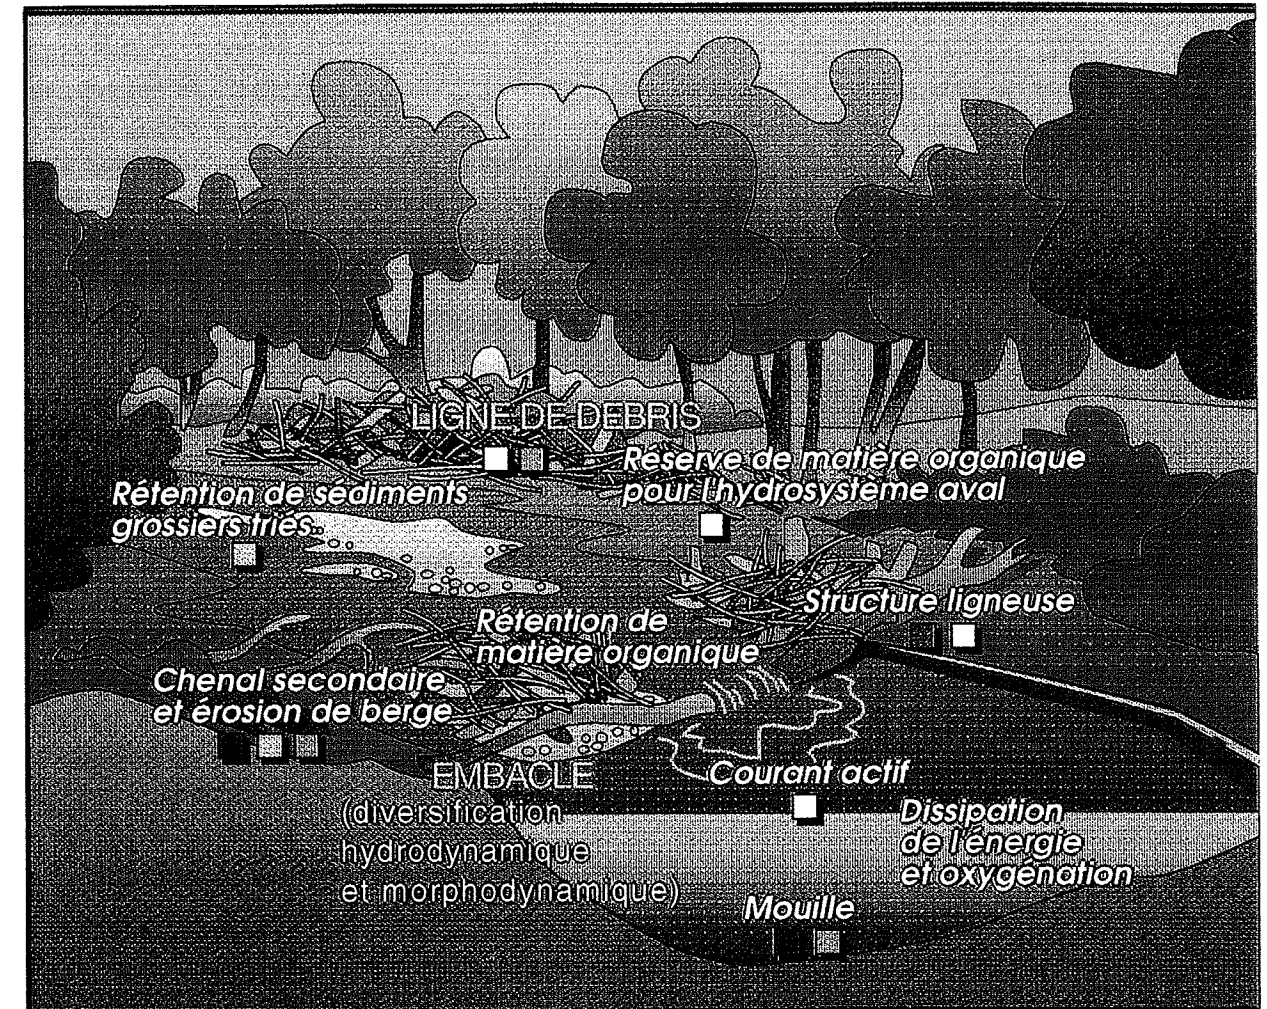 LIGNE DE DEBRIS
Réserve de matière organique
pour l'hydrosystème aval
Rétention de sédiments
grossiers triés
Structure ligneuse
Rétention de
matière organique
Chenal secondaire
et érosion de berge
EMBACLE
(diversification
hydrodynamique
et morphodynamique)
Courant actif
Dissipation
de l'énergie
et oxygénation
Mouille